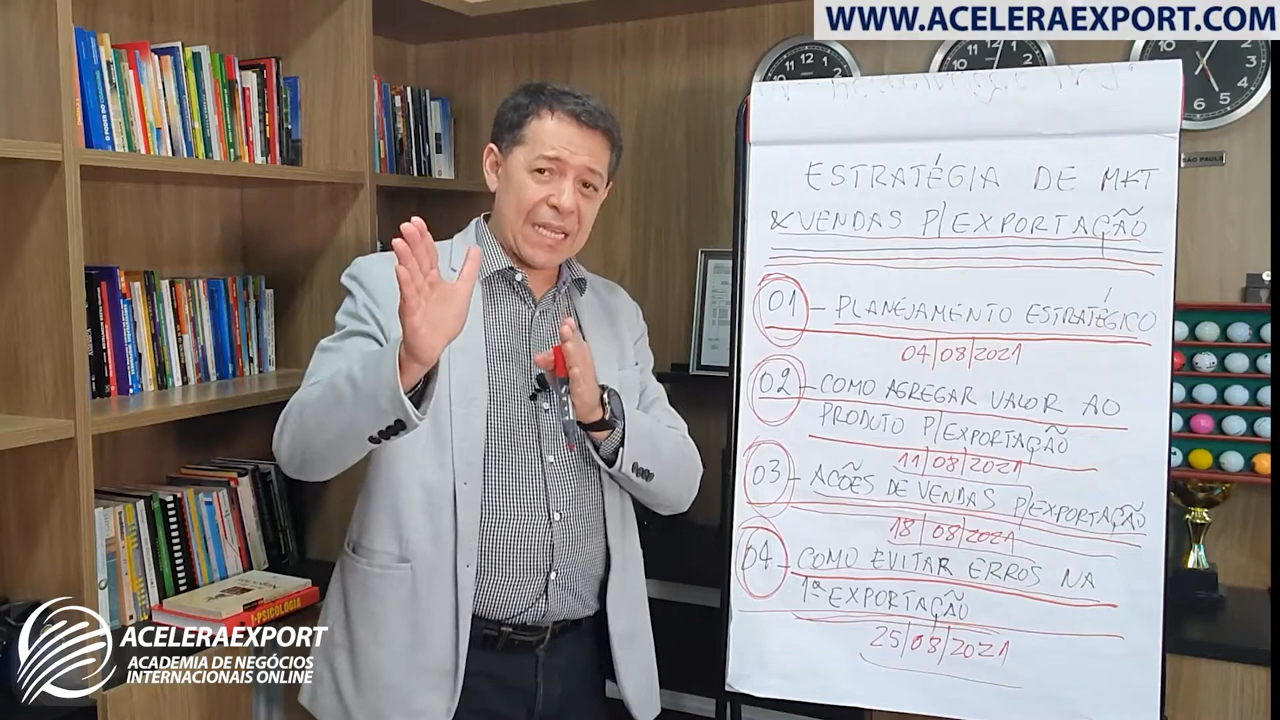 WWW.ACELERAEXPORT.COM
ESTRATÉGIA DE MKT
& VENDAS P/ EXPORTAÇÃO
01 - PLANEJAMENTO ESTRATÉGICO
04/08/2021
02 - COMO AGREGAR VALOR AO
PRODUTO P/ EXPORTAÇÃO
11/08/2021
03 - AÇÕES DE VENDAS P/ EXPORTAÇÃO
18/08/2021
04 - COMO EVITAR ERROS NA
1ª EXPORTAÇÃO
25/08/2021
SÃO PAULO
PSICOLOGIA
ACELERAEXPORT
ACADEMIA DE NEGÓCIOS
INTERNACIONAIS ONLINE